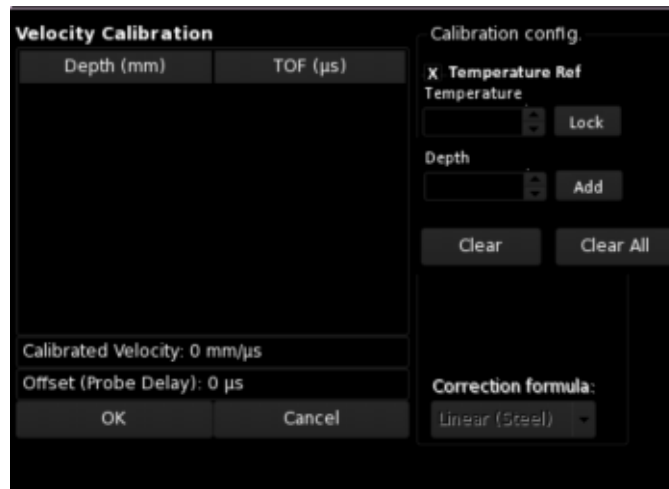 Velocity Calibration
Depth (mm) TOF (µs)
Calibrated Velocity: 0 mm/µs
Offset (Probe Delay): 0 µs
OK Cancel
Calibration config.
X Temperature Ref
Temperature
Lock
Depth
Add
Clear Clear All
Correction formula:
Linear (Steel)